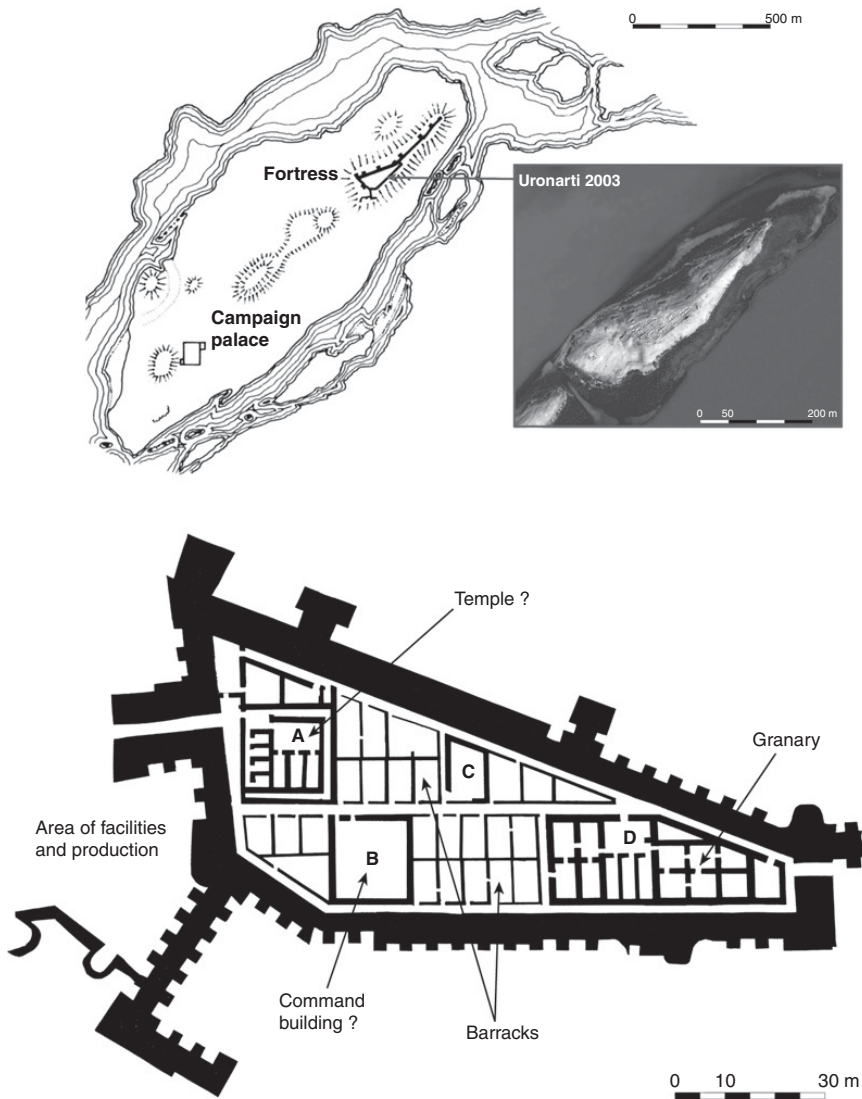 0 500 m
Fortress
Uronarti 2003
Campaign
palace
0 50 200 m
Temple ?
A
Granary
C
Area of facilities
and production
D
B
Command
building ?
Barracks
0 10 30 m